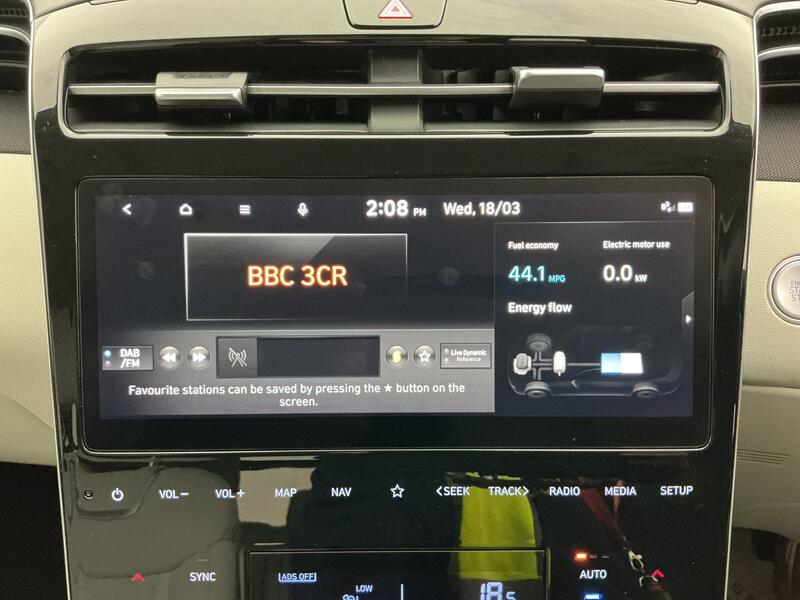 2:08 PM Wed, 18/03
BBC 3CR
Fuel economy
Electric motor use
44.1 MPG
0.0 kW
Energy flow
DAB
/FM
Live Dynamic
Reference
Favourite stations can be saved by pressing the ★ button on the
screen.
VOL− VOL+ MAP NAV SEEK TRACK RADIO MEDIA SETUP
SYNC
ADS OFF
AUTO
LOW